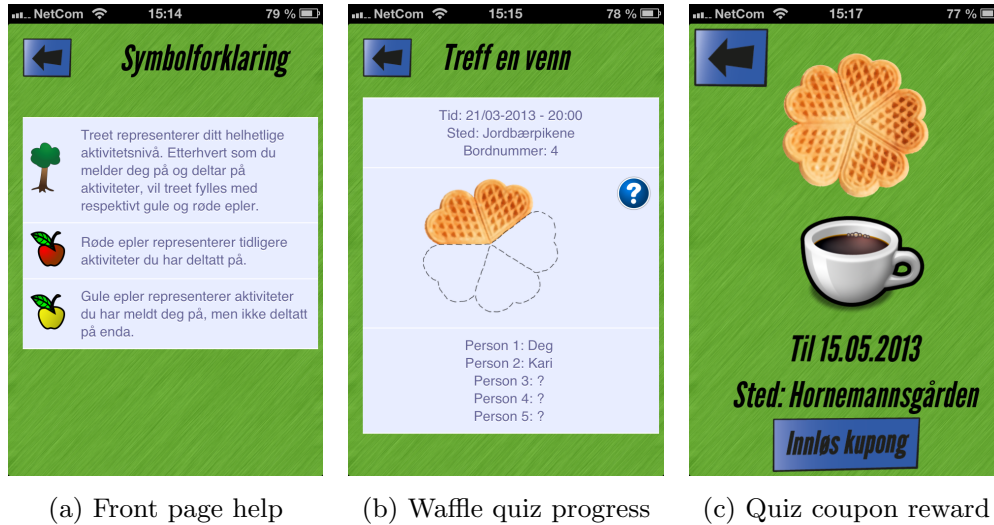 NetCom 15:14 79 %
Symbolforklaring
Treet representerer ditt helhetlige
aktivitetsnivå. Etterhvert som du
melder deg på og deltar på
aktiviteter, vil treet fylles med
respektivt gule og røde epler.
Røde epler representerer tidligere
aktiviteter du har deltatt på.
Gule epler representerer aktiviteter
du har meldt deg på, men ikke deltatt
på enda.
(a) Front page help
NetCom 15:15 78 %
Treff en venn
Tid: 21/03-2013 - 20:00
Sted: Jordbærpikene
Bordnummer: 4
?
Person 1: Deg
Person 2: Kari
Person 3: ?
Person 4: ?
Person 5: ?
(b) Waffle quiz progress
NetCom 15:17 77 %
Til 15.05.2013
Sted: Hornemannsgården
Innløs kupong
(c) Quiz coupon reward